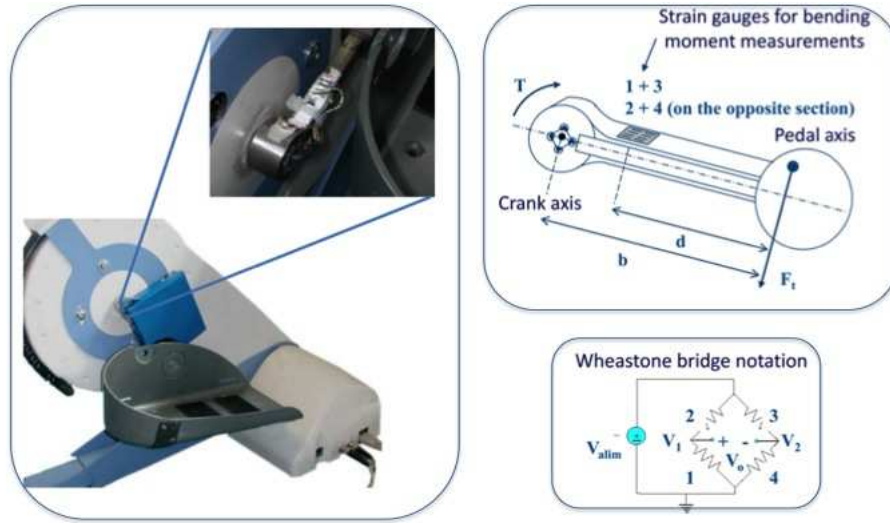 Strain gauges for bending
moment measurements
T
1 + 3
2 + 4 (on the opposite section)
Pedal axis
Crank axis
d
b
Ft
Wheastone bridge notation
2
3
Valim
V1
+
-
V2
Vo
1
4